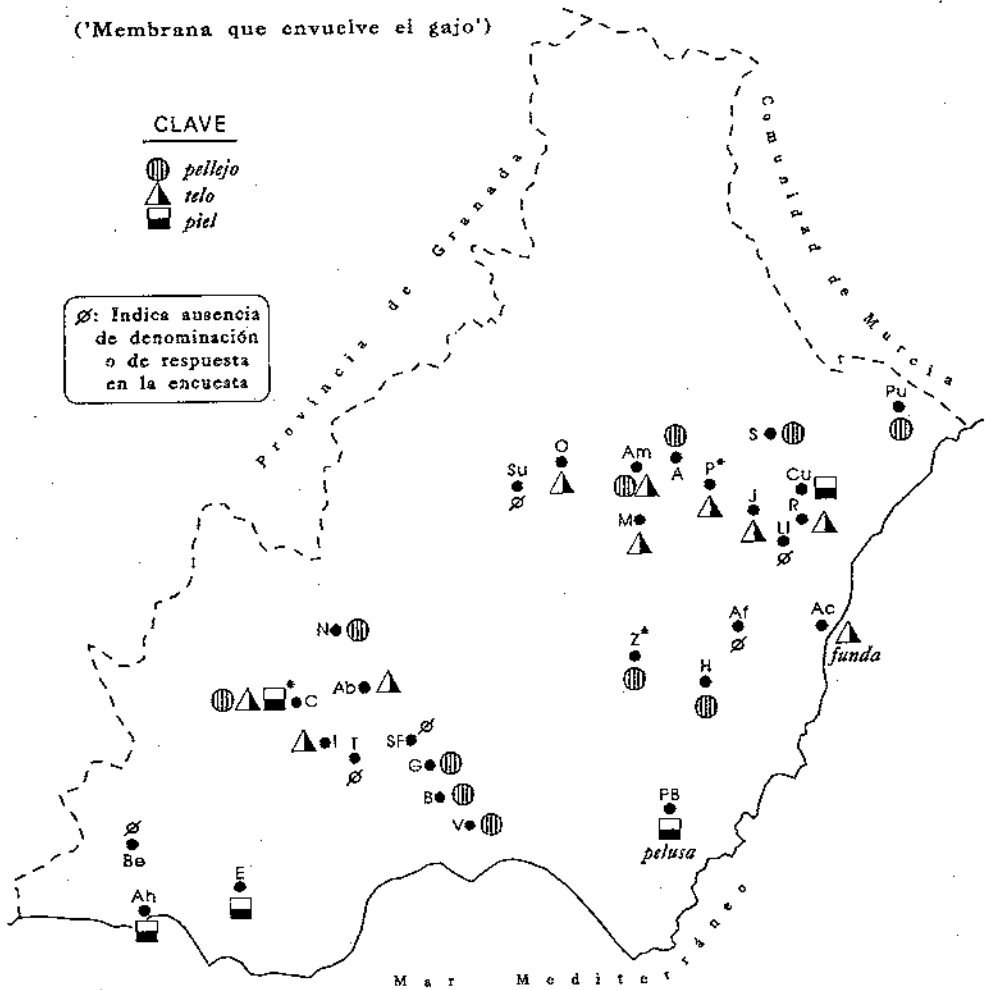 ('Membrana que envuelve el gajo')
CLAVE
pellejo
telo
piel
Ø: Indica ausencia
de denominación
o de respuesta
en la encuesta
Provincia de Granada
Comunidad de Murcia
Pu
S
O
Am
A
P*
Su
Ø
Cu
J
R
M
Ll
Ø
N
Af
Ø
Ac
funda
Z*
H
Ab
* C
I
T
Ø
SF Ø
G
B
V
PB
pelusa
Ø
Be
E
Ah
Mar Mediterráneo